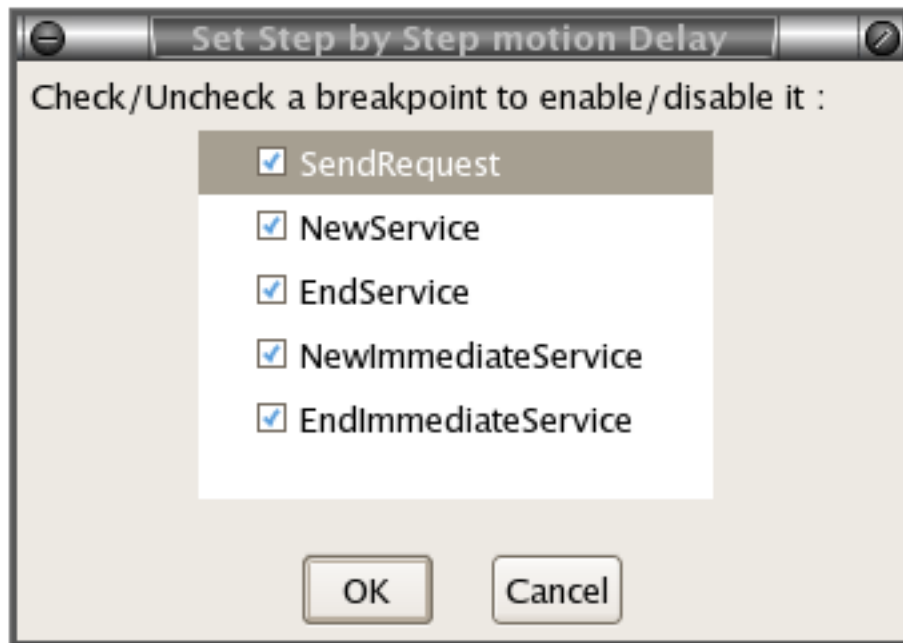 Set Step by Step motion Delay
Check/Uncheck a breakpoint to enable/disable it :
SendRequest
NewService
EndService
NewImmediateService
EndImmediateService
OK
Cancel